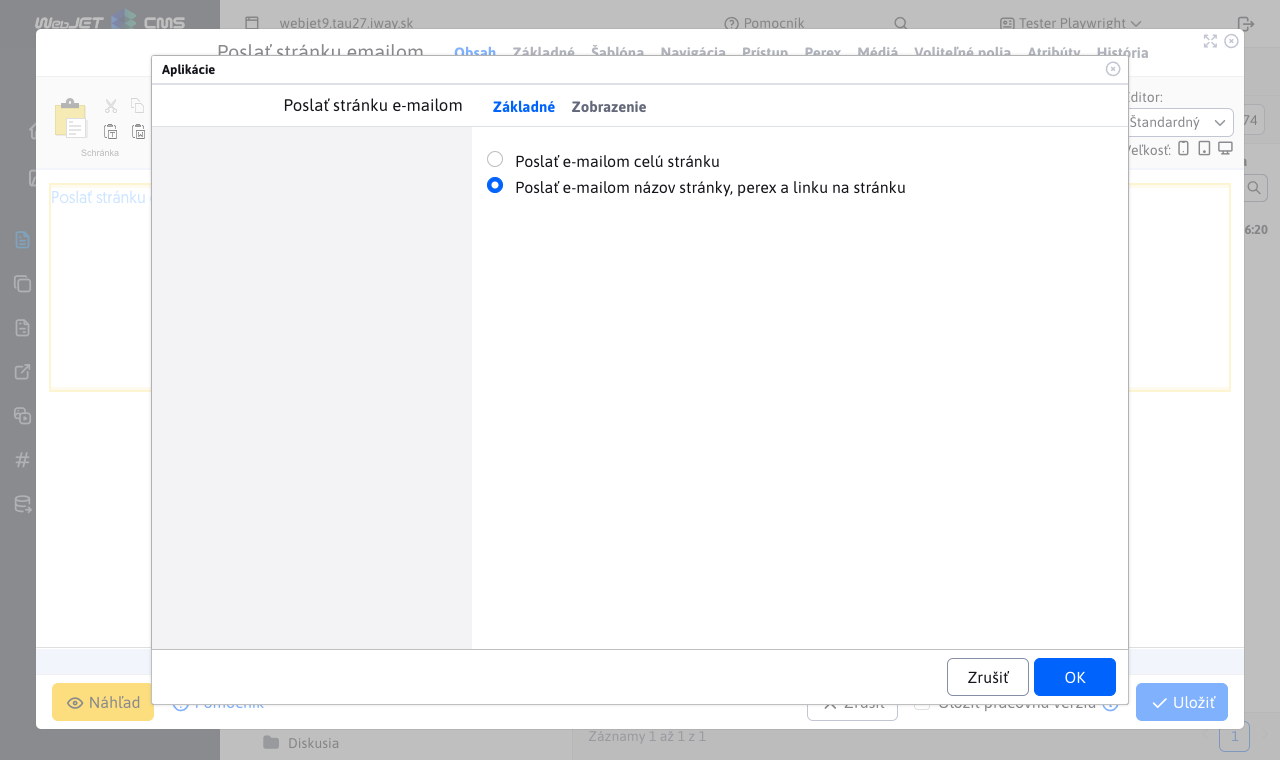 WebJET CMS
webjet9.tau27.iway.sk
Pomocník
Tester Playwright
Poslať stránku emailom
Obsah Základné Šablóna Navigácia Prístup Perex Médiá Voliteľné polia Atribúty História
Aplikácie
Poslať stránku e-mailom
Základné Zobrazenie
Editor:
Štandardný
74
Veľkosť:
Schránka
Poslať stránku
6:20
Poslať e-mailom celú stránku
Poslať e-mailom názov stránky, perex a linku na stránku
Zrušiť
OK
Náhľad
Pomocník
Zrušiť
Uložiť pracovnú verziu
Uložiť
Diskusia
Záznamy 1 až 1 z 1
1